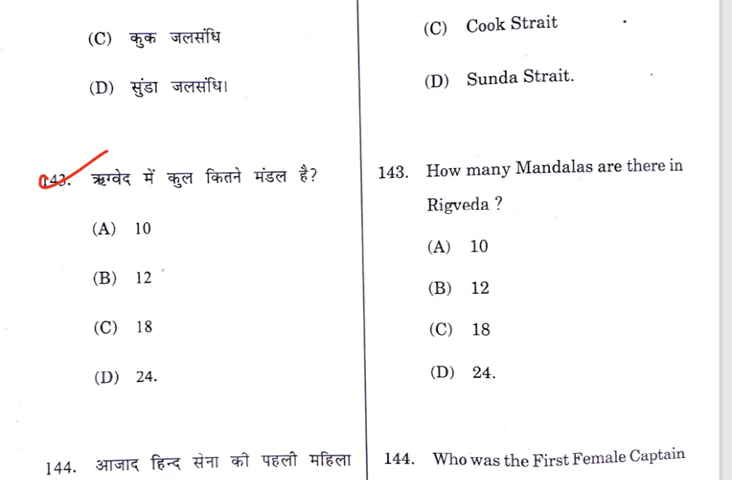 (C) कुक जलसंधि
(D) सुंडा जलसंधि।
143. ऋग्वेद में कुल कितने मंडल है?
(A) 10
(B) 12
(C) 18
(D) 24.
144. आजाद हिन्द सेना की पहली महिला
(C) Cook Strait
(D) Sunda Strait.
143. How many Mandalas are there in
Rigveda ?
(A) 10
(B) 12
(C) 18
(D) 24.
144. Who was the First Female Captain